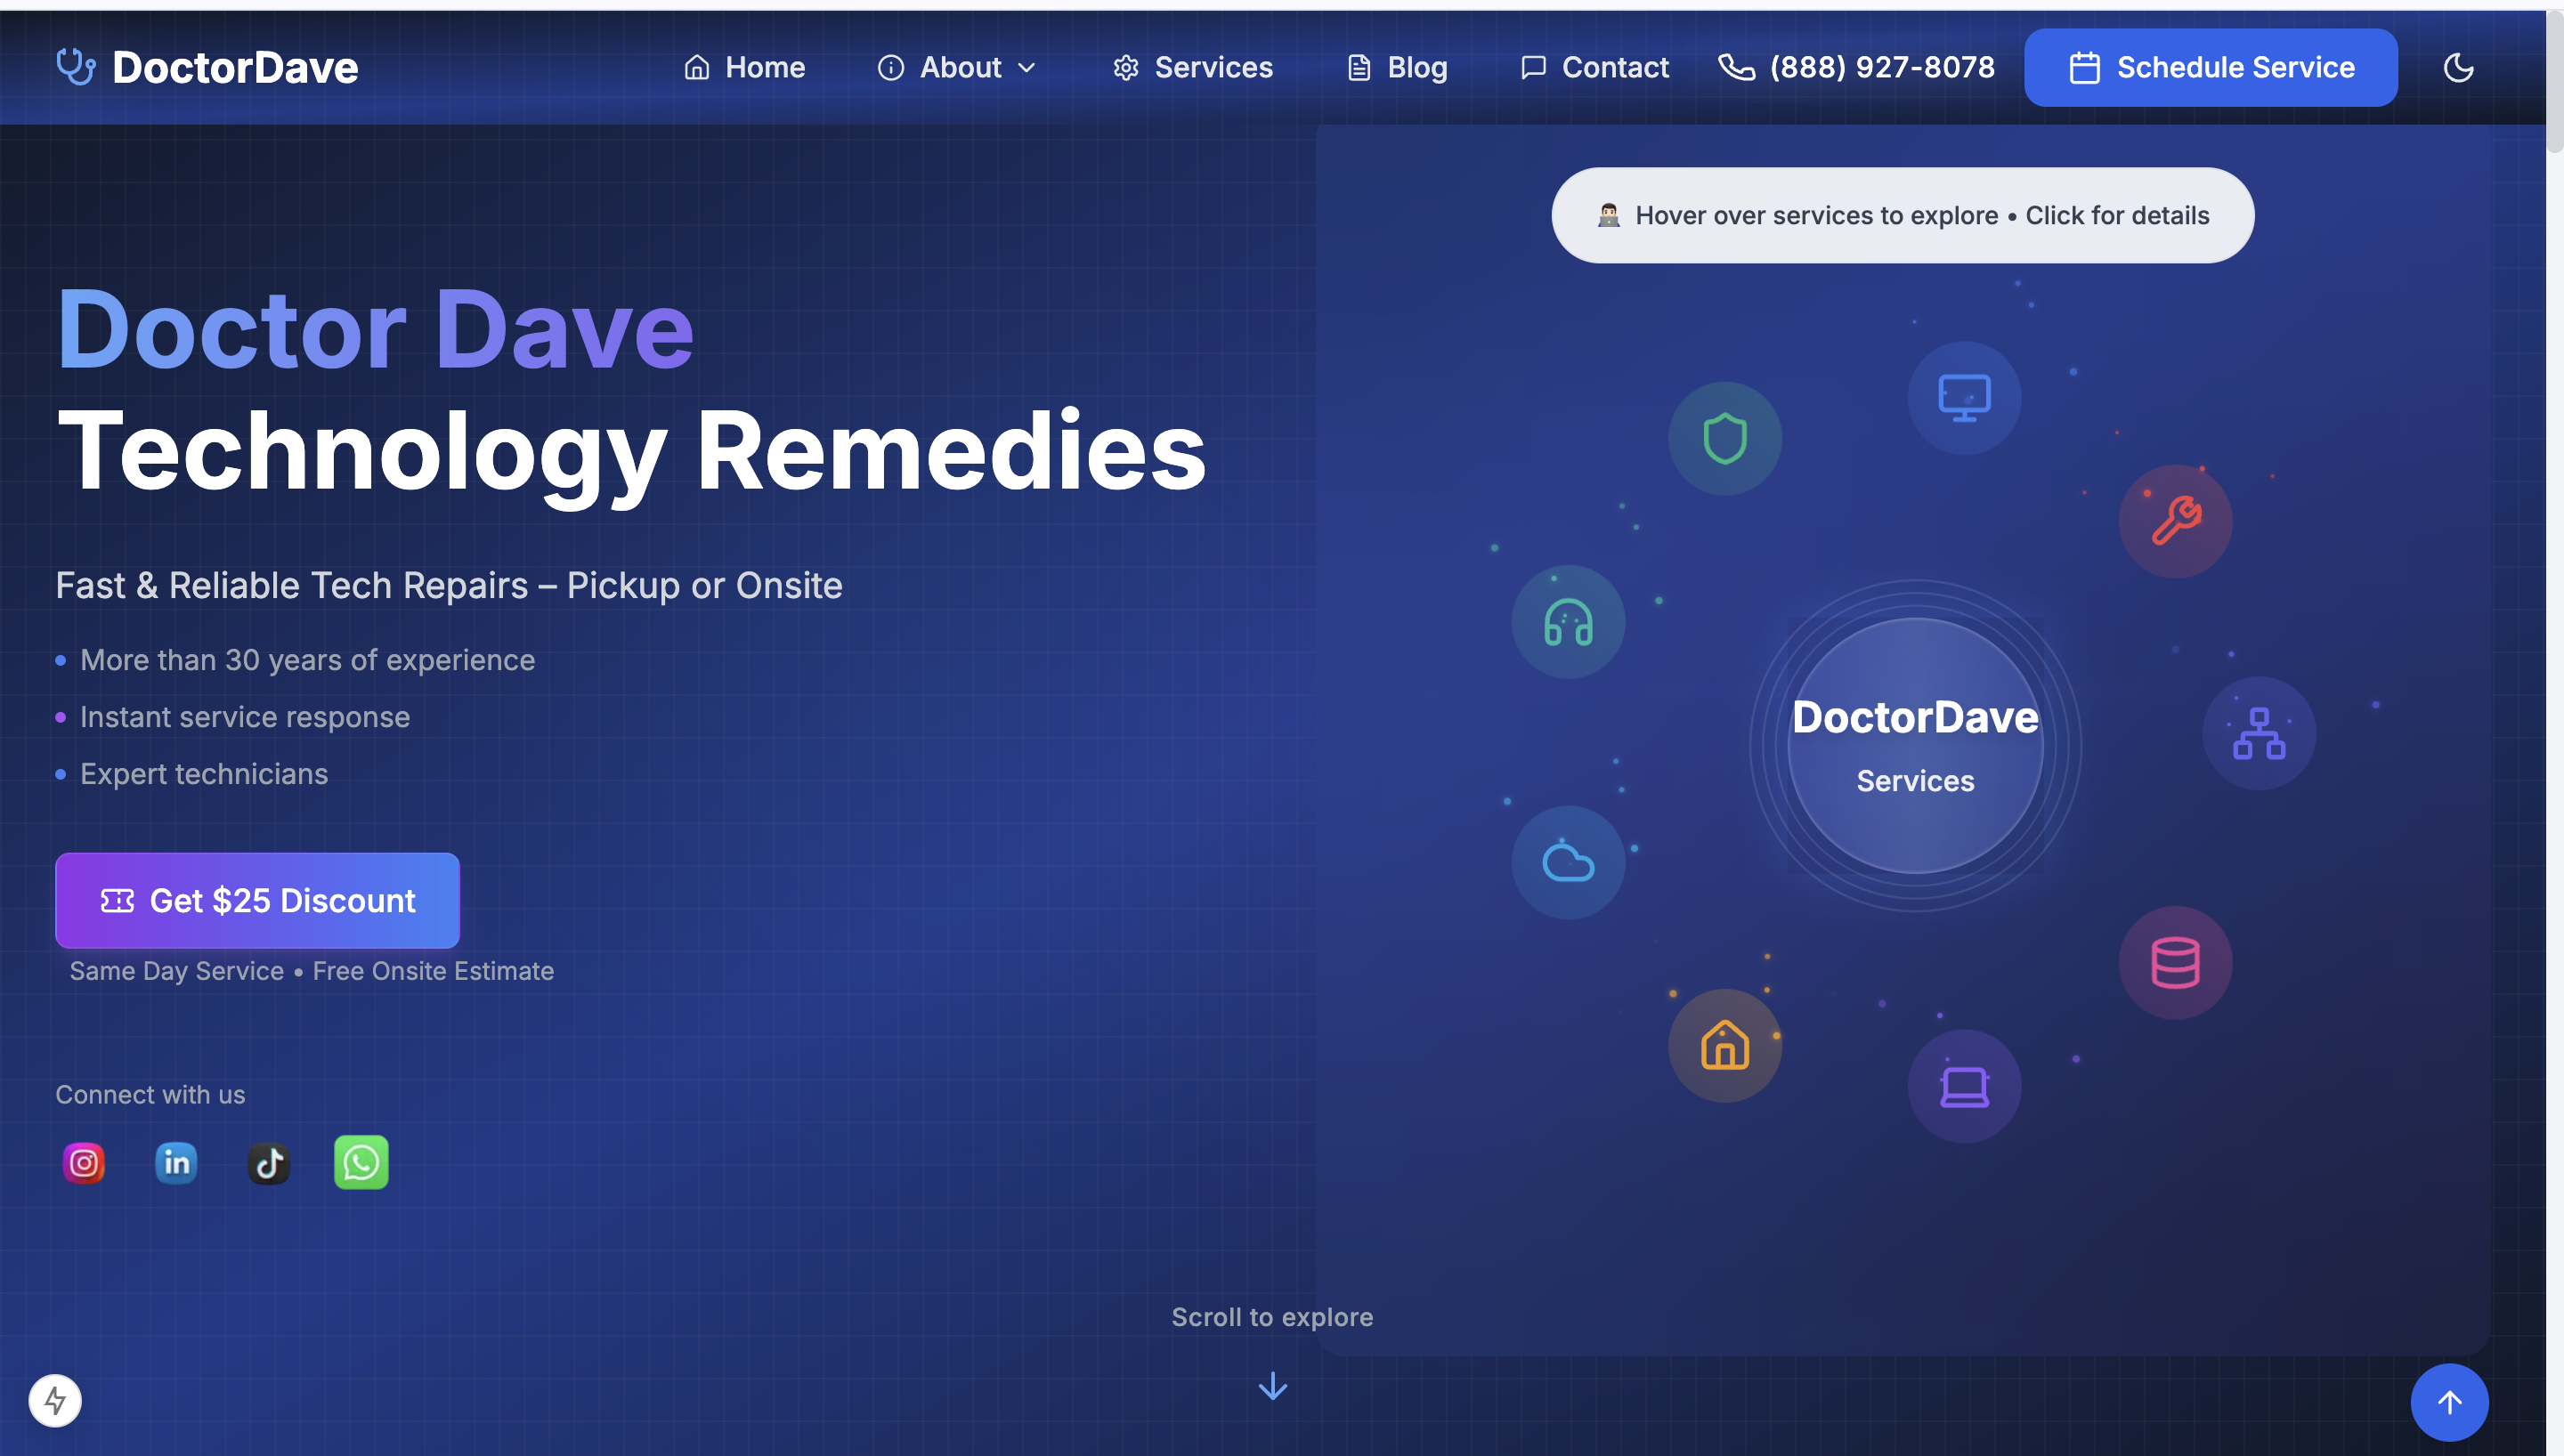 DoctorDave
Home
About
Services
Blog
Contact
(888) 927-8078
Schedule Service
Doctor Dave
Technology Remedies
Fast & Reliable Tech Repairs – Pickup or Onsite
More than 30 years of experience
Instant service response
Expert technicians
Get $25 Discount
Same Day Service • Free Onsite Estimate
Connect with us
in
Hover over services to explore • Click for details
DoctorDave
Services
Scroll to explore